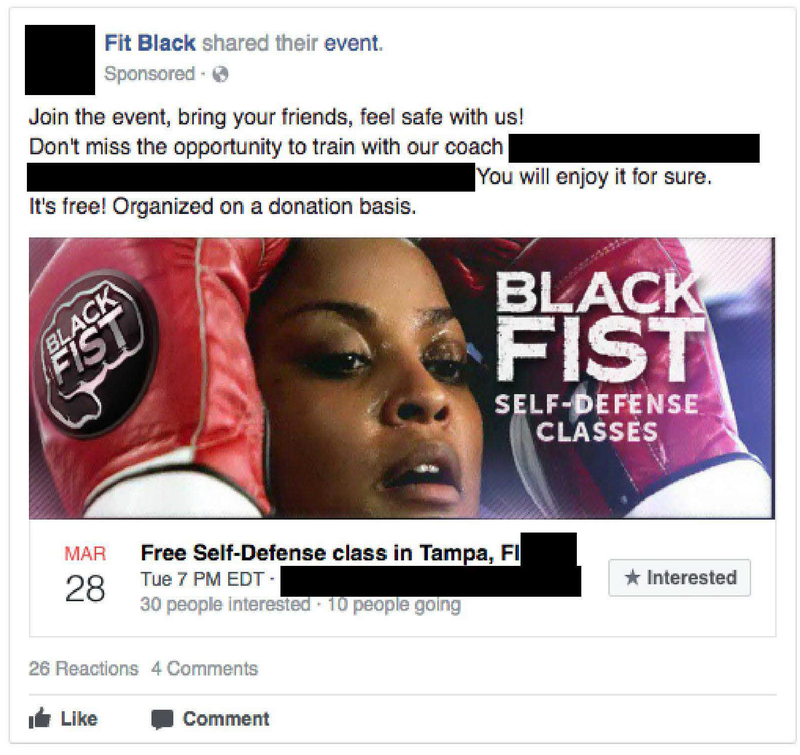 Fit Black shared their event.
Sponsored ·
Join the event, bring your friends, feel safe with us!
Don't miss the opportunity to train with our coach
You will enjoy it for sure.
It's free! Organized on a donation basis.
BLACK
FIST
BLACK
FIST
SELF-DEFENSE
CLASSES
MAR
28
Free Self-Defense class in Tampa, Fl
Tue 7 PM EDT ·
30 people interested · 10 people going
Interested
26 Reactions 4 Comments
Like Comment